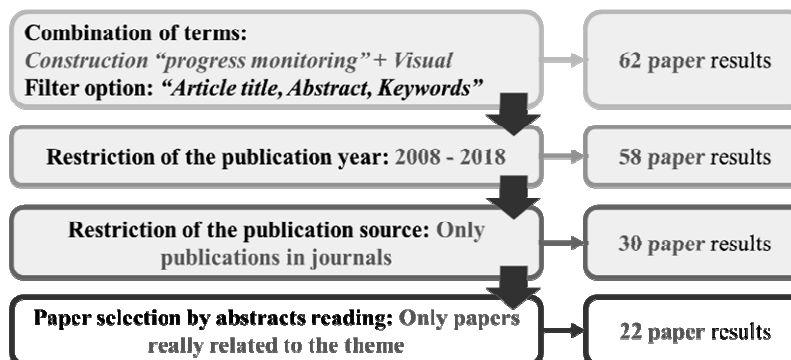 Combination of terms:
Construction “progress monitoring” + Visual
Filter option: “Article title, Abstract, Keywords”
62 paper results
Restriction of the publication year: 2008 - 2018
58 paper results
Restriction of the publication source: Only
publications in journals
30 paper results
Paper selection by abstracts reading: Only papers
really related to the theme
22 paper results